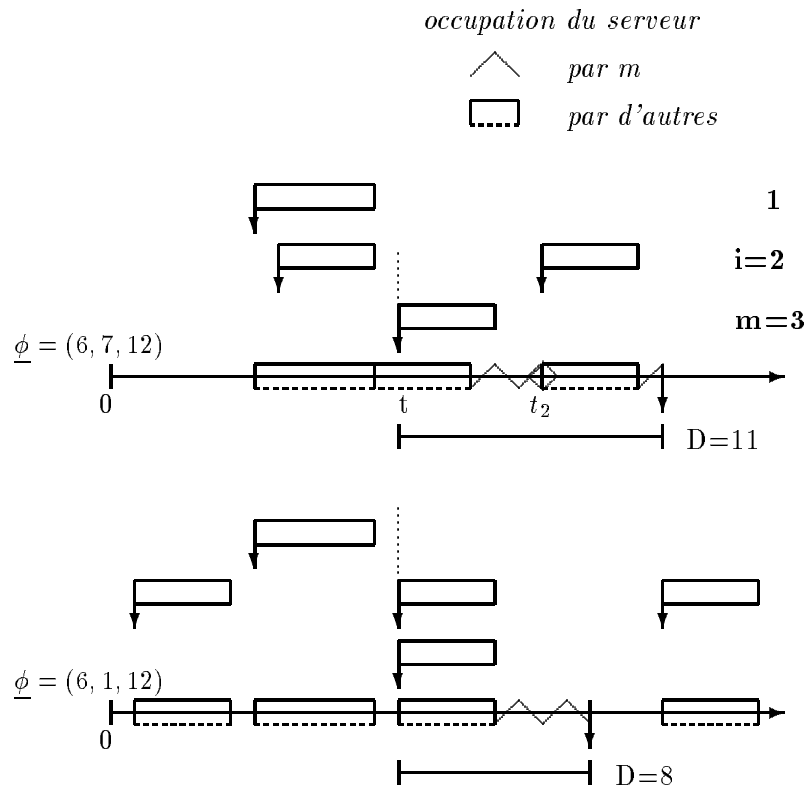 occupation du serveur
par m
par d'autres
1
i=2
m=3
ϕ = (6, 7, 12)
0 t t₂
D=11
ϕ = (6, 1, 12)
0
D=8